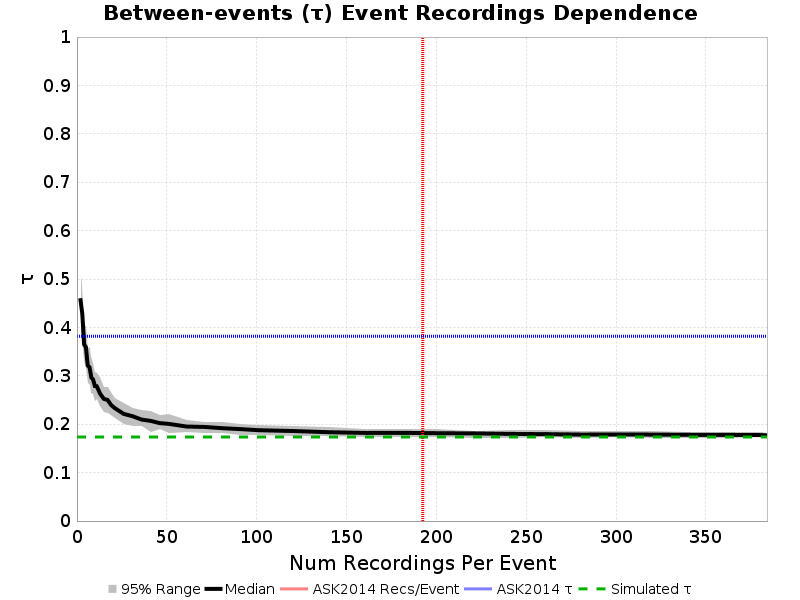 Between-events (τ) Event Recordings Dependence
1
0.9
0.8
0.7
0.6
0.5
0.4
0.3
0.2
0.1
0
τ
0 50 100 150 200 250 300 350
Num Recordings Per Event
95% Range Median ASK2014 Recs/Event ASK2014 τ Simulated τ